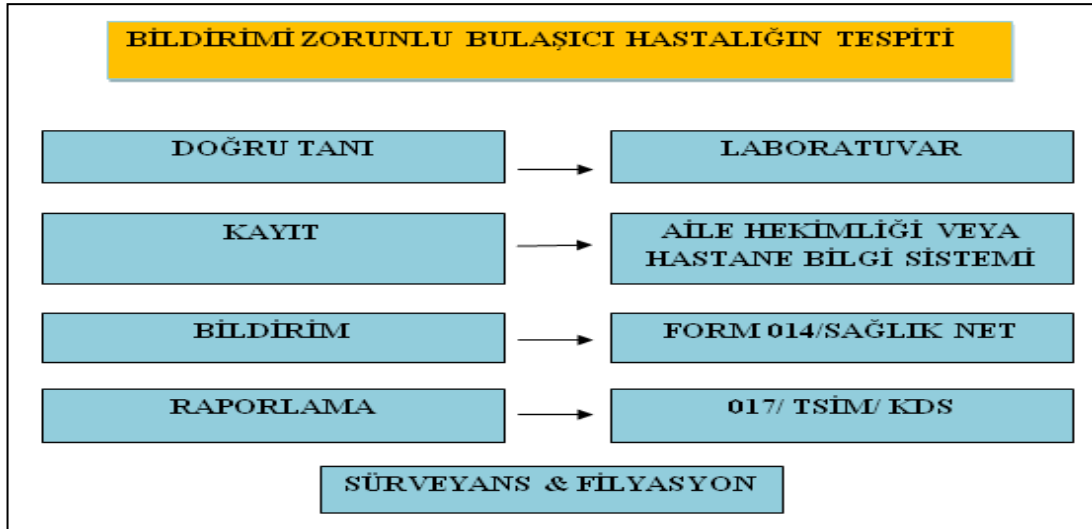 BİLDİRİMİ ZORUNLU BULAŞICI HASTALIĞIN TESPİTİ
DOĞRU TANI
LABORATUVAR
KAYIT
AİLE HEKİMLİĞİ VEYA
HASTANE BİLGİ SİSTEMİ
BİLDİRİM
FORM 014/SAĞLIK NET
RAPORLAMA
017/ TSİM/ KDS
SÜRVEYANS & FİLYASYON